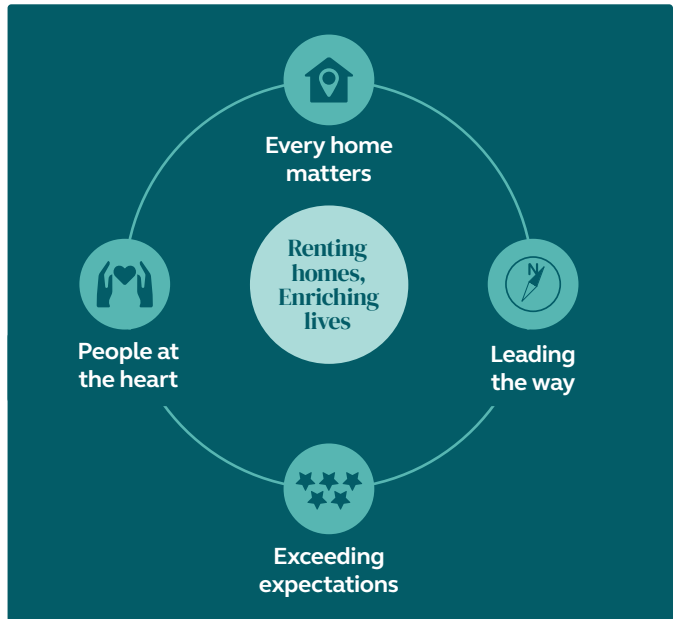 Every home
matters
Renting
homes,
Enriching
lives
N
People at
the heart
Leading
the way
Exceeding
expectations